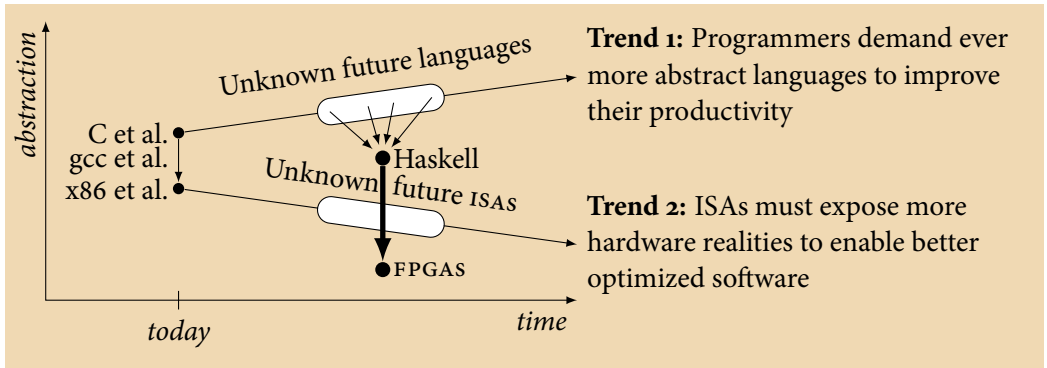 abstraction
Unknown future languages
C et al.
gcc et al.
x86 et al.
Haskell
Unknown future ISAs
FPGAs
today
time
Trend 1: Programmers demand ever
more abstract languages to improve
their productivity
Trend 2: ISAs must expose more
hardware realities to enable better
optimized software